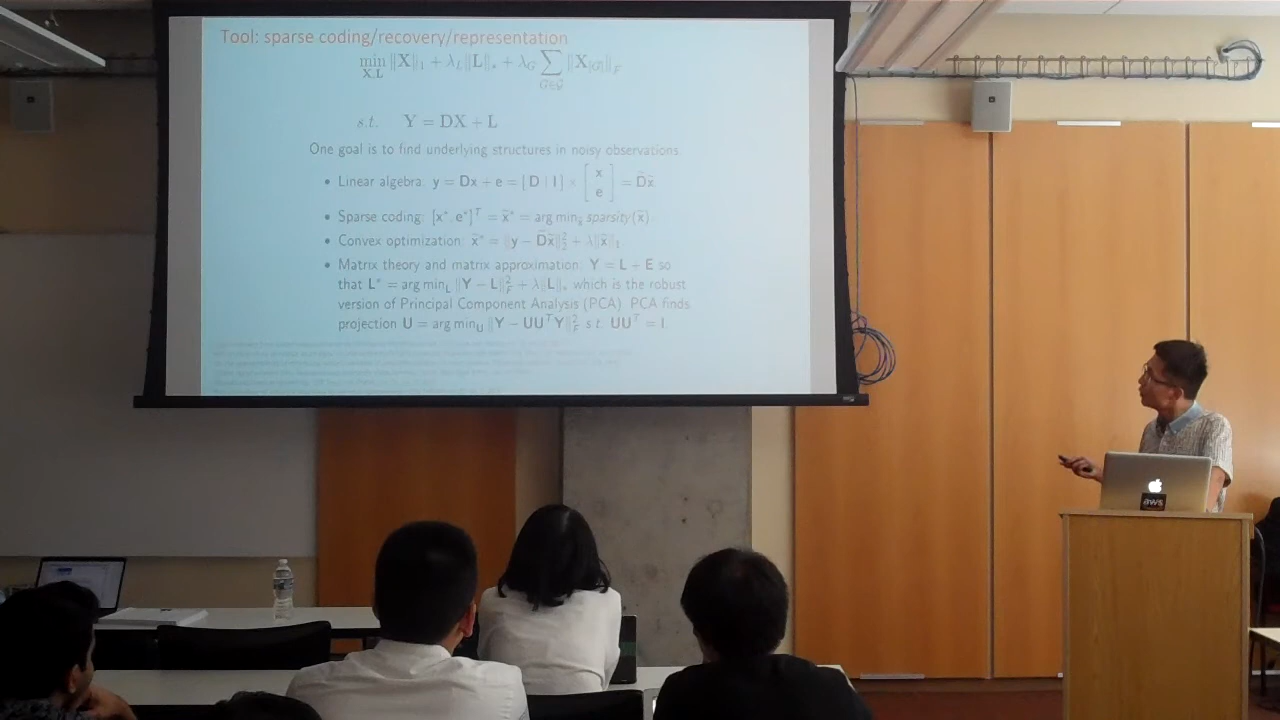 Tool: sparse coding/recovery/representation
min X,L ‖X‖₁ + λ_L‖L‖_* + λ_G ∑_{G∈𝒢} ‖X_[G]‖_F
s.t. Y = DX + L
One goal is to find underlying structures in noisy observations.
• Linear algebra: y = Dx + e = [ D | I ] × [ x e ] = D̃x̃
• Sparse coding: [x*, e*]ᵀ = x̃* = arg min_x̃ sparsity(x̃)
• Convex optimization: x̃* = ‖y − D̃x̃‖₂² + λ‖x̃‖₁
• Matrix theory and matrix approximation: Y = L + E so
that L* = arg min_L ‖Y − L‖_F² + λ‖L‖_* which is the robust
version of Principal Component Analysis (PCA). PCA finds
projection U = arg min_U ‖Y − UUᵀY‖_F² s.t. UUᵀ = I.
aws